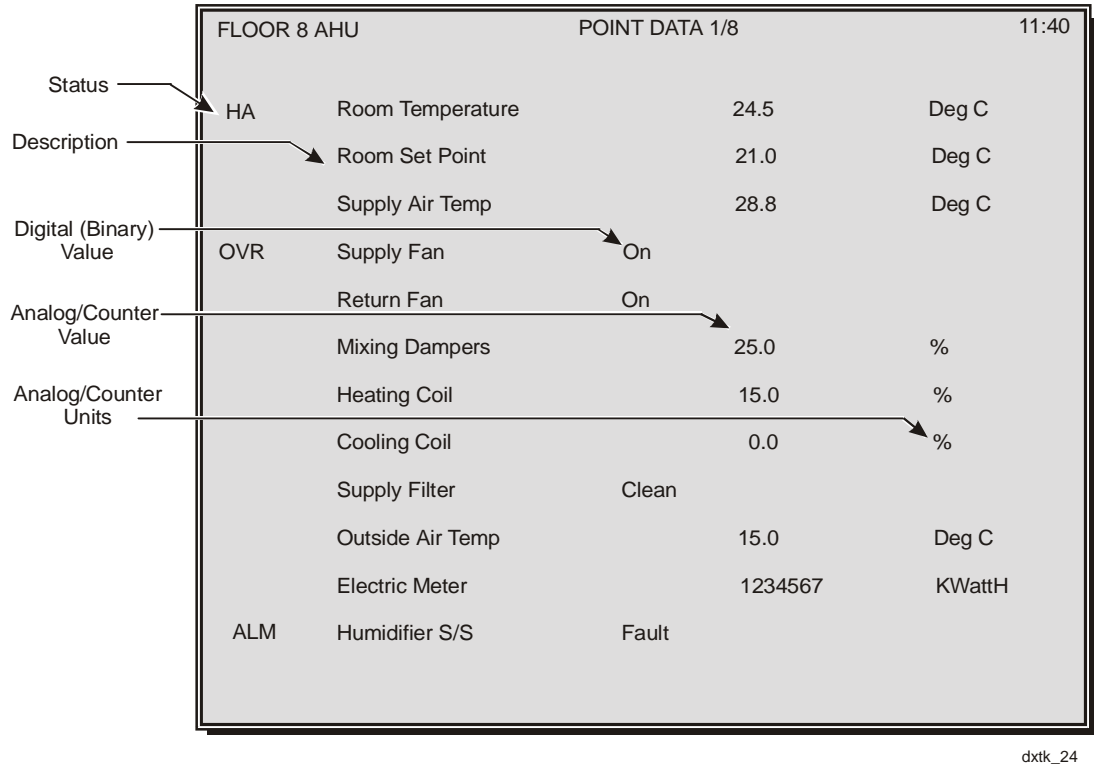 FLOOR 8 AHU POINT DATA 1/8 11:40
Status
HA Room Temperature 24.5 Deg C
Description
Room Set Point 21.0 Deg C
Supply Air Temp 28.8 Deg C
Digital (Binary)
Value
OVR Supply Fan On
Return Fan On
Analog/Counter
Value
Mixing Dampers 25.0 %
Analog/Counter
Units
Heating Coil 15.0 %
Cooling Coil 0.0 %
Supply Filter Clean
Outside Air Temp 15.0 Deg C
Electric Meter 1234567 KWattH
ALM Humidifier S/S Fault
dxtk_24